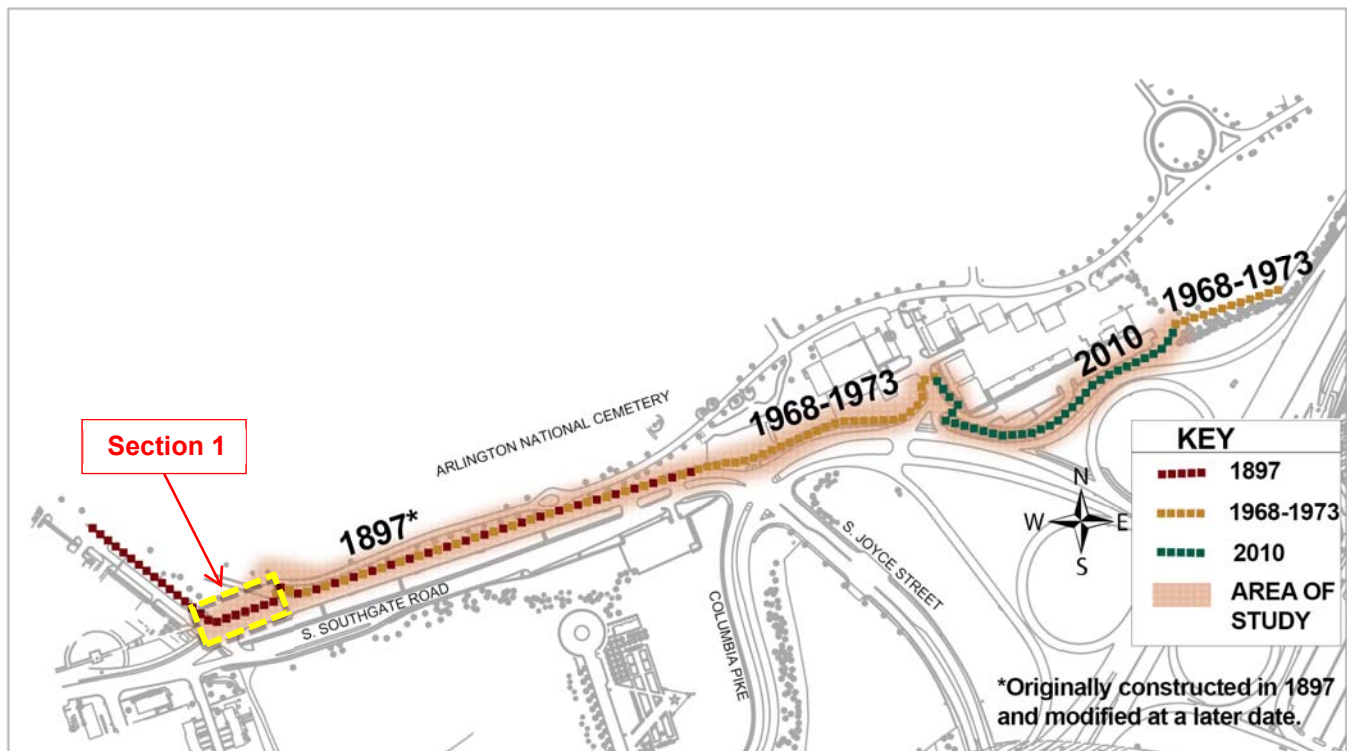 1968-1973
2010
1968-1973
ARLINGTON NATIONAL CEMETERY
Section 1
1897*
S. SOUTHGATE ROAD
COLUMBIA PIKE
S. JOYCE STREET
N
W
E
S
KEY
1897
1968-1973
2010
AREA OF
STUDY
*Originally constructed in 1897
and modified at a later date.